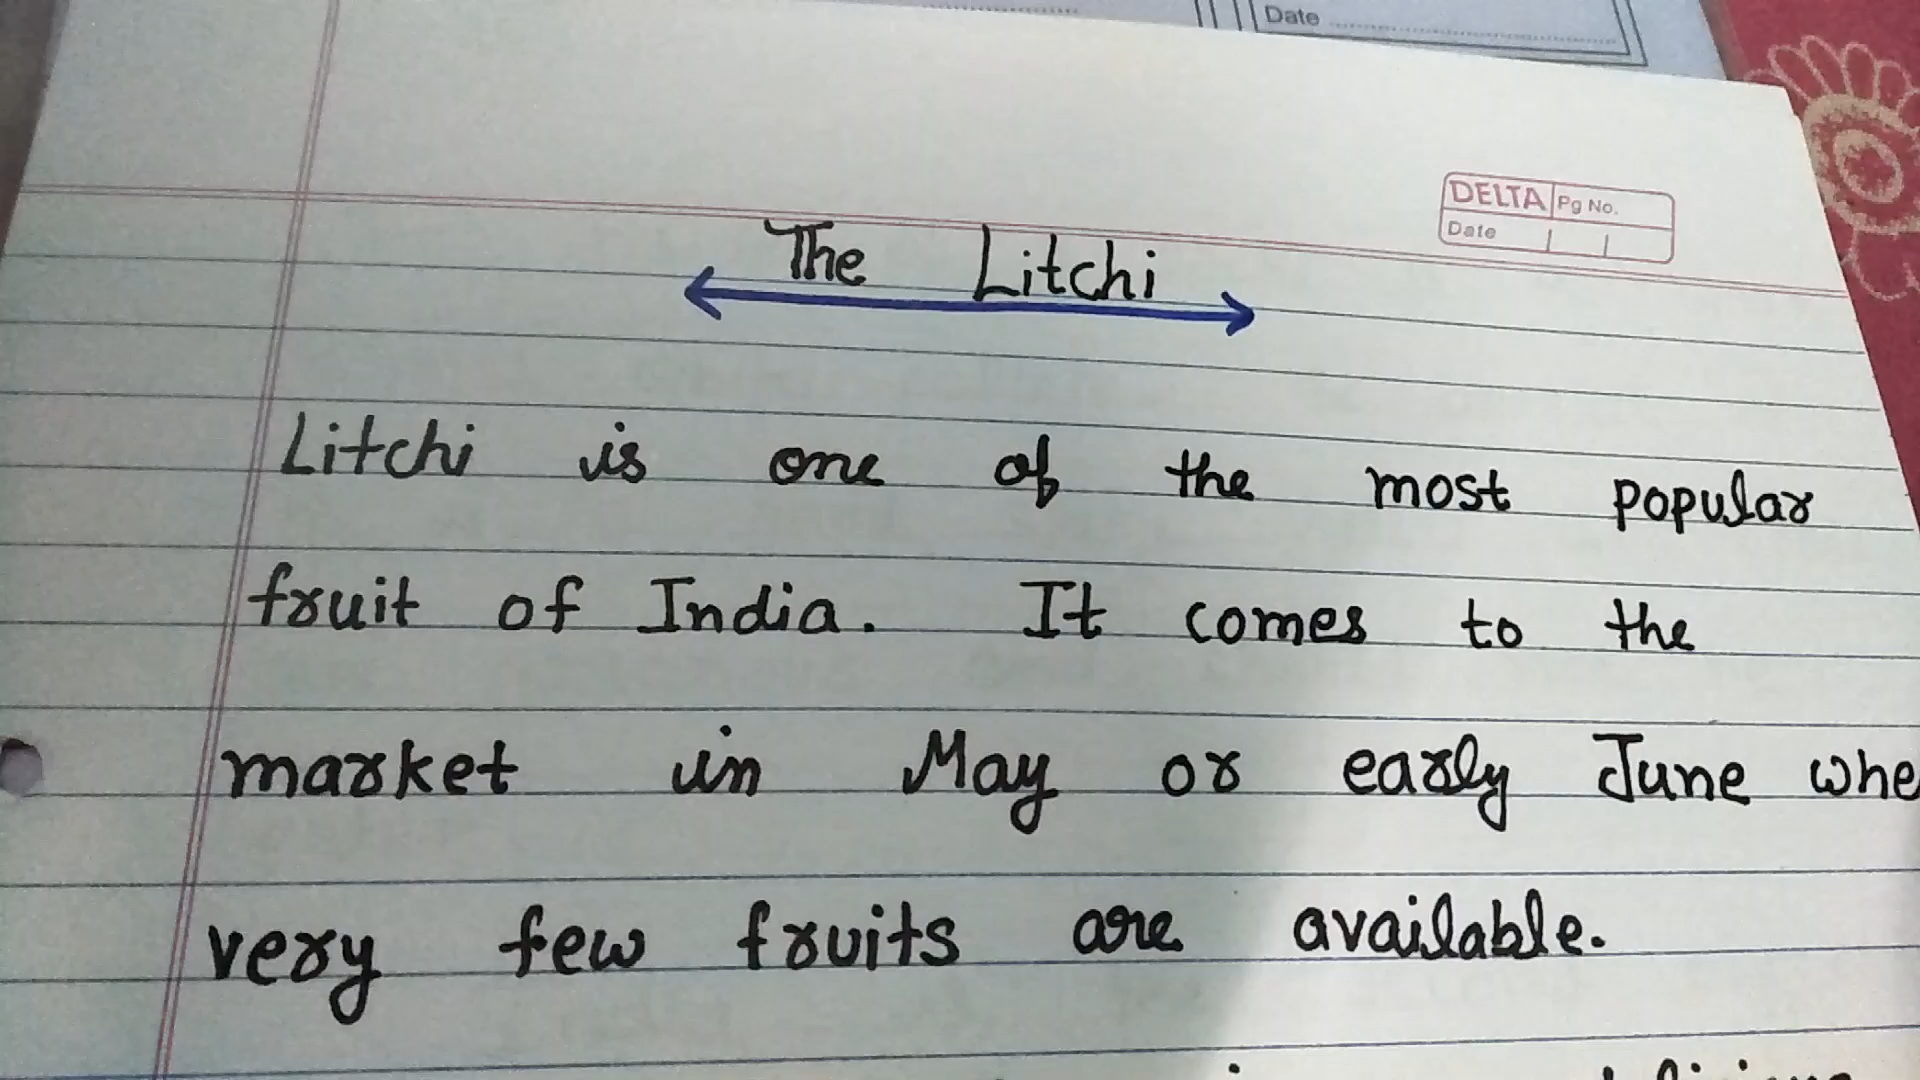 Date
DELTA Pg No.
Date
The Litchi
Litchi is one of the most popular
fruit of India. It comes to the
market in May or early June whe
very few fruits are available.